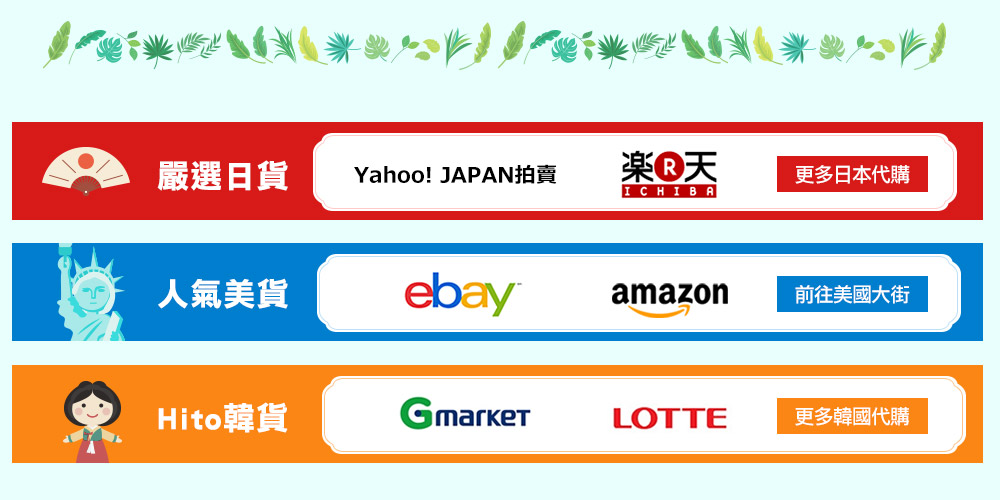 嚴選日貨
Yahoo! JAPAN拍賣
楽R天
ICHIBA
更多日本代購
人氣美貨
ebay™
amazon
前往美國大街
Hito韓貨
Gmarket
LOTTE
更多韓國代購